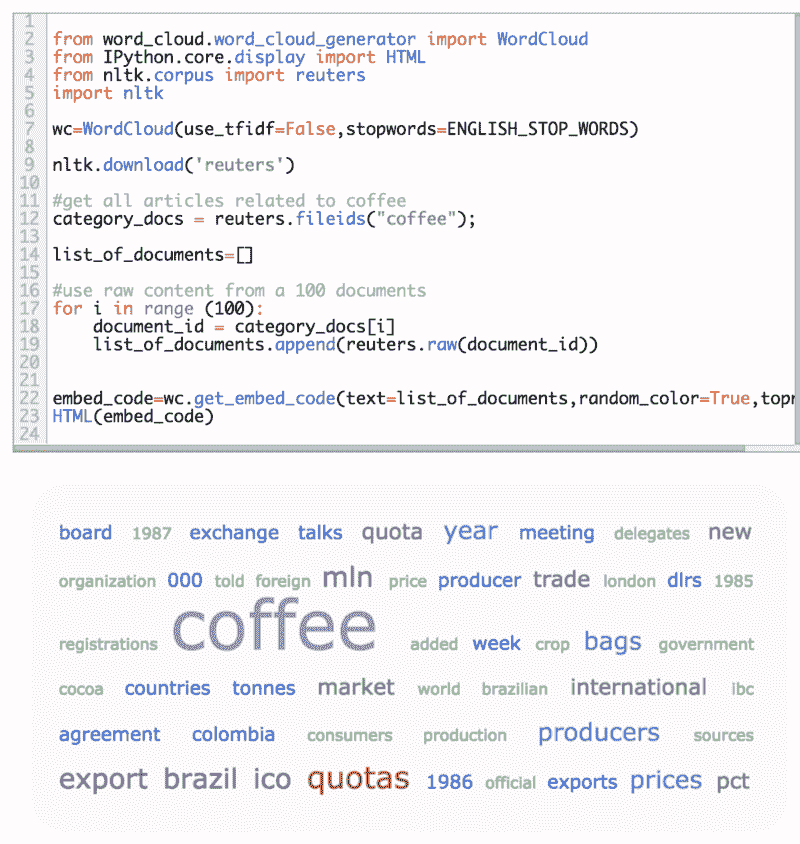 1
2 from word_cloud.word_cloud_generator import WordCloud
3 from IPython.core.display import HTML
4 from nltk.corpus import reuters
5 import nltk
6
7 wc=WordCloud(use_tfidf=False,stopwords=ENGLISH_STOP_WORDS)
8
9 nltk.download('reuters')
10
11 #get all articles related to coffee
12 category_docs = reuters.fileids("coffee");
13
14 list_of_documents=[]
15
16 #use raw content from a 100 documents
17 for i in range (100):
18     document_id = category_docs[i]
19     list_of_documents.append(reuters.raw(document_id))
20
21
22 embed_code=wc.get_embed_code(text=list_of_documents,random_color=True,topr
23 HTML(embed_code)
24
board 1987 exchange talks quota year meeting delegates new
organization 000 told foreign mln price producer trade london dlrs 1985
registrations coffee added week crop bags government
cocoa countries tonnes market world brazilian international ibc
agreement colombia consumers production producers sources
export brazil ico quotas 1986 official exports prices pct